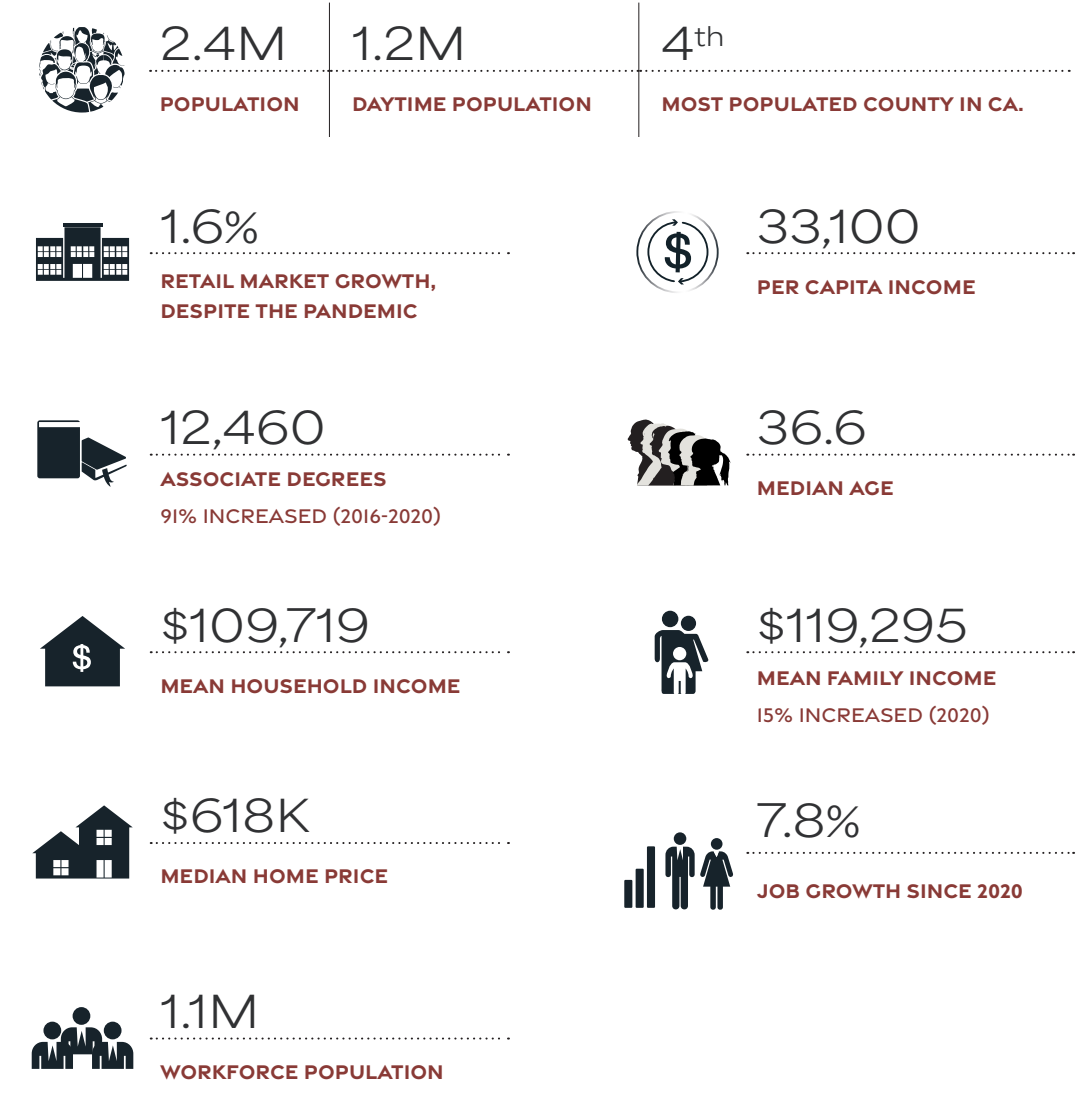 2.4M
POPULATION
1.2M
DAYTIME POPULATION
4th
MOST POPULATED COUNTY IN CA.
1.6%
RETAIL MARKET GROWTH,
DESPITE THE PANDEMIC
$
33,100
PER CAPITA INCOME
12,460
ASSOCIATE DEGREES
91% INCREASED (2016-2020)
36.6
MEDIAN AGE
$
$109,719
MEAN HOUSEHOLD INCOME
$119,295
MEAN FAMILY INCOME
15% INCREASED (2020)
$618K
MEDIAN HOME PRICE
7.8%
JOB GROWTH SINCE 2020
1.1M
WORKFORCE POPULATION